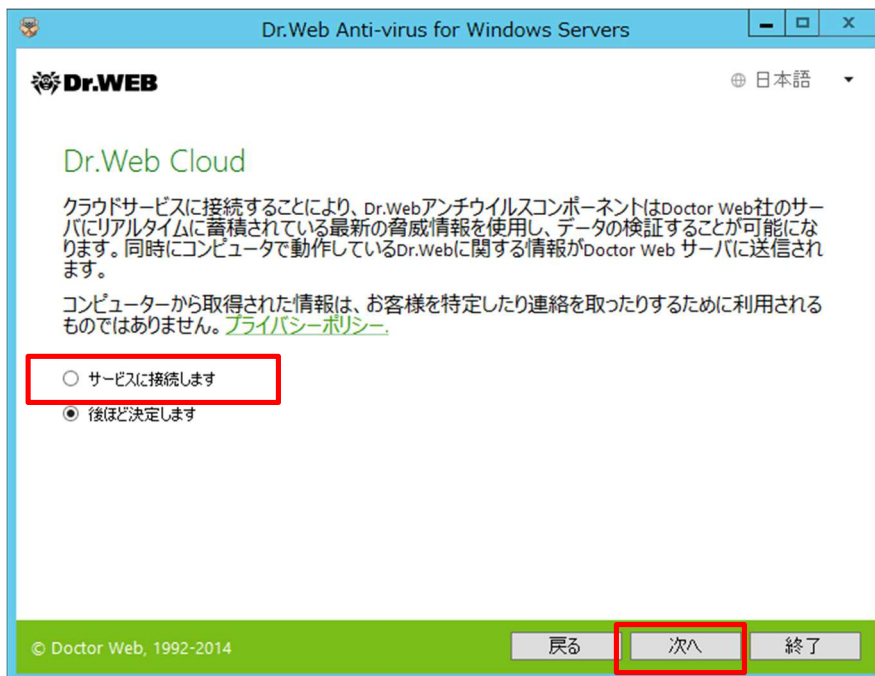 Dr.Web Anti-virus for Windows Servers
Dr.WEB
日本語
Dr.Web Cloud
クラウドサービスに接続することにより、Dr.WebアンチウイルスコンポーネントはDoctor Web社のサー
バにリアルタイムに蓄積されている最新の脅威情報を使用し、データの検証することが可能にな
ります。同時にコンピュータで動作しているDr.Webに関する情報がDoctor Web サーバに送信され
ます。
コンピューターから取得された情報は、お客様を特定したり連絡を取ったりするために利用される
ものではありません。プライバシーポリシー.
サービスに接続します
後ほど決定します
© Doctor Web, 1992-2014
戻る
次へ
終了